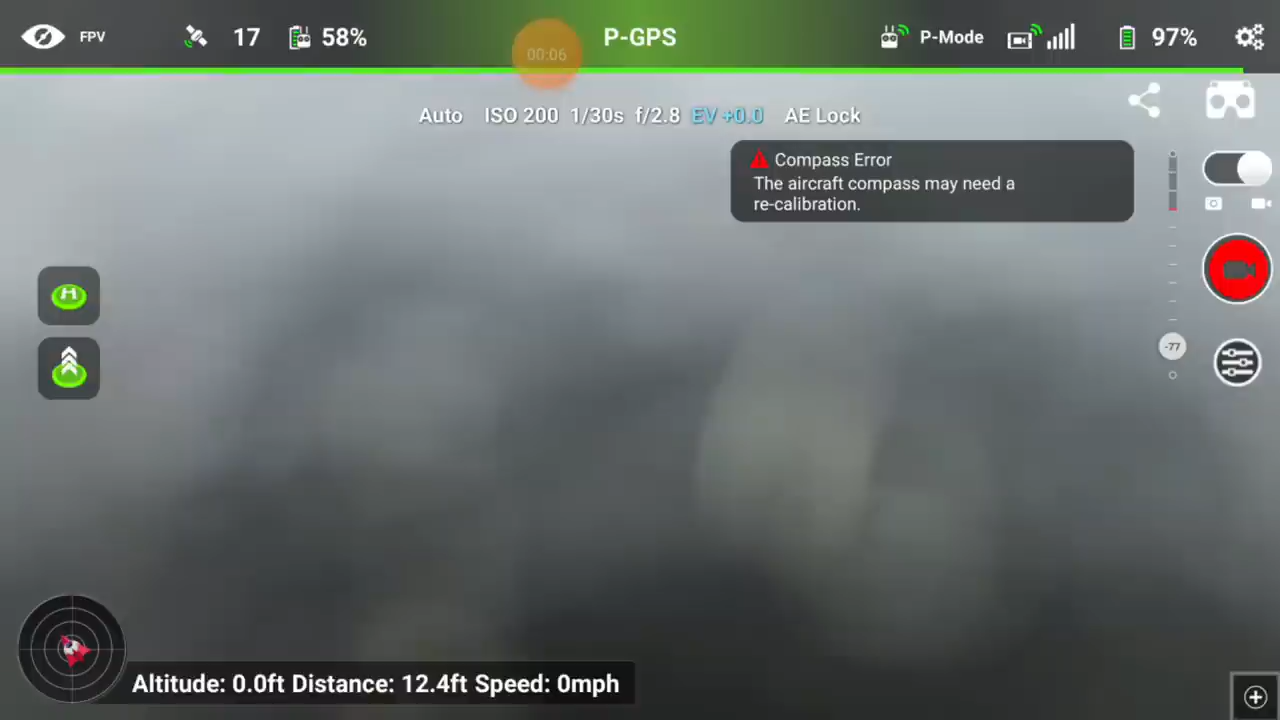 FPV 17 58% 00:06 P-GPS P-Mode 97%
Auto ISO 200 1/30s f/2.8 EV +0.0 AE Lock
Compass Error
The aircraft compass may need a
re-calibration.
H
-77
Altitude: 0.0ft Distance: 12.4ft Speed: 0mph